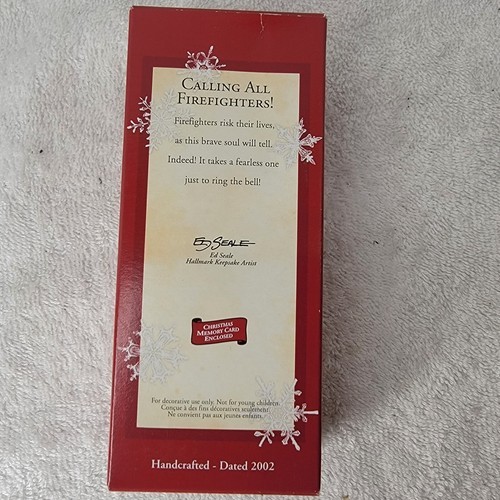 CALLING ALL
FIREFIGHTERS!
Firefighters risk their lives,
as this brave soul will tell.
Indeed! It takes a fearless one
just to ring the bell!
ED SEALE
Ed Seale
Hallmark Keepsake Artist
CHRISTMAS
MEMORY CARD
ENCLOSED
For decorative use only. Not for young children.
Conçue à des fins décoratives seulement.
Ne convient pas aux jeunes enfants.
Handcrafted - Dated 2002